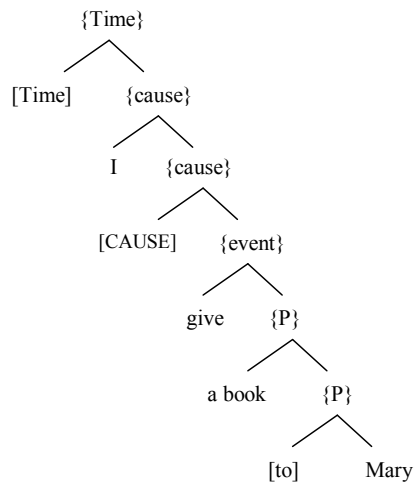 {Time}
[Time] {cause}
I {cause}
[CAUSE] {event}
give {P}
a book {P}
[to] Mary